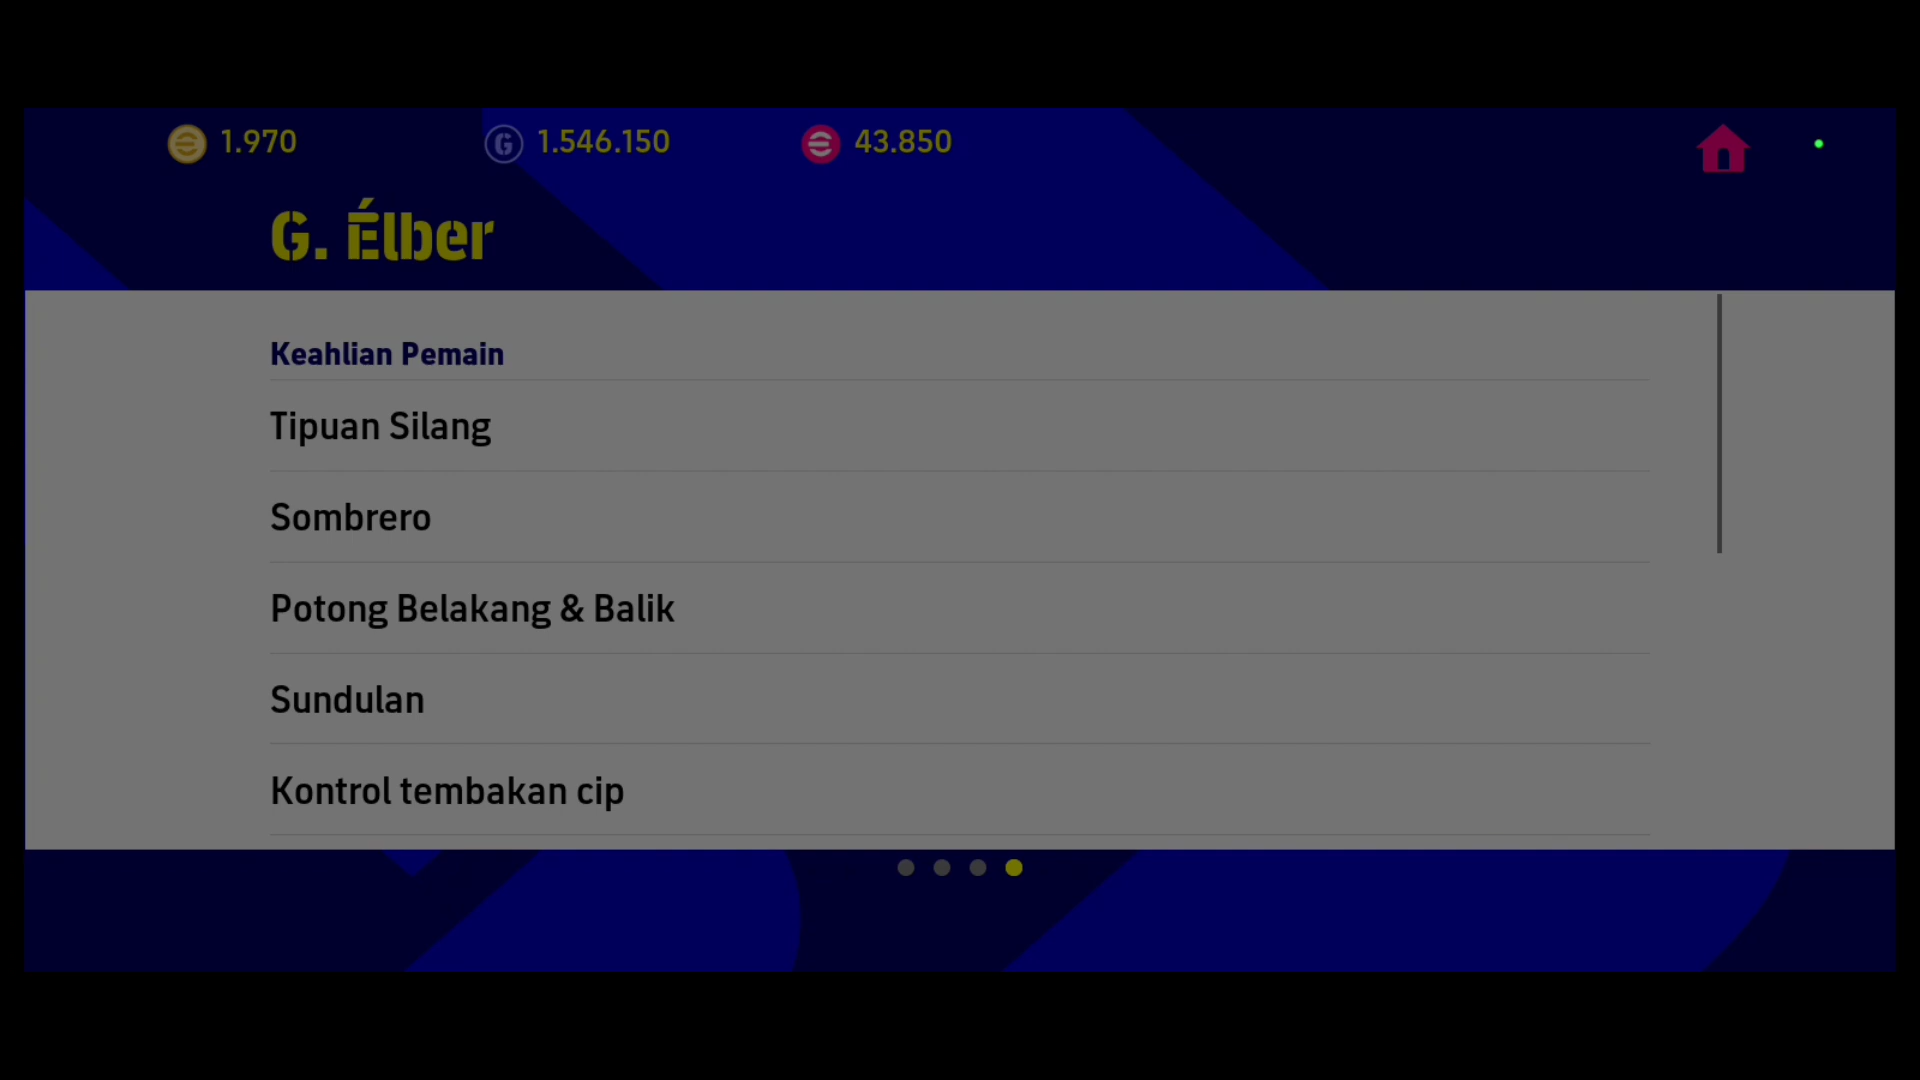 1.970
1.546.150
43.850
G. Élber
Keahlian Pemain
Tipuan Silang
Sombrero
Potong Belakang & Balik
Sundulan
Kontrol tembakan cip